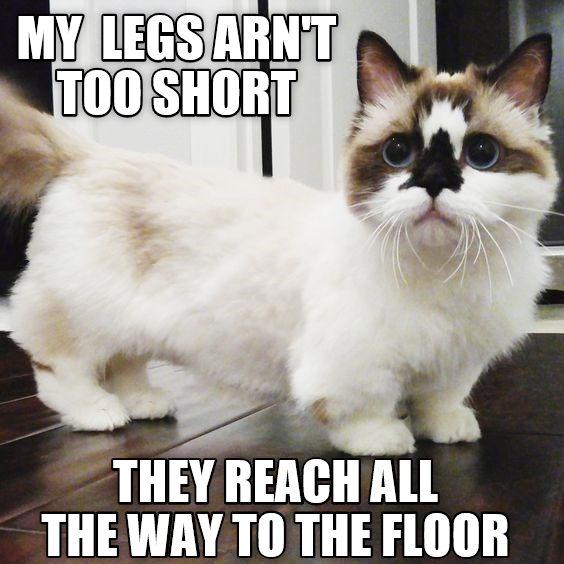 MY LEGS ARN'T
TOO SHORT
THEY REACH ALL
THE WAY TO THE FLOOR